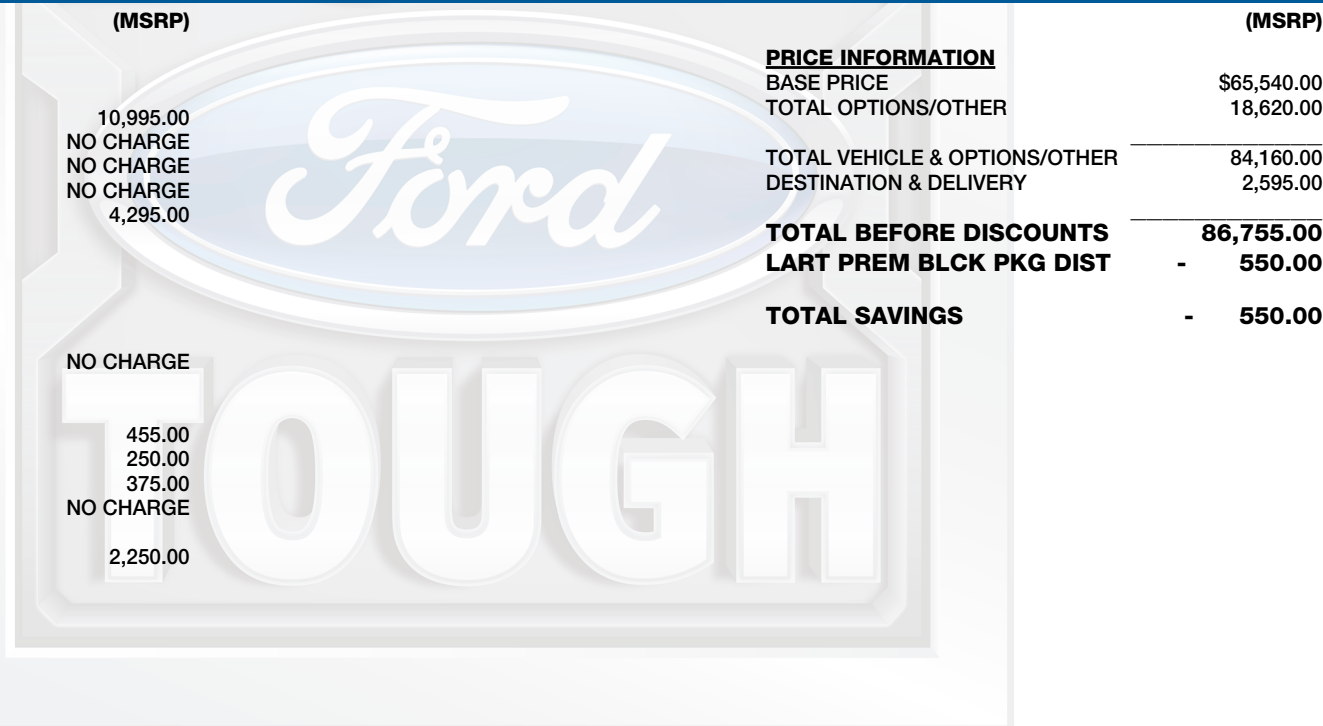 (MSRP)
10,995.00
NO CHARGE
NO CHARGE
NO CHARGE
4,295.00
NO CHARGE
455.00
250.00
375.00
NO CHARGE
2,250.00
(MSRP)
PRICE INFORMATION
BASE PRICE $65,540.00
TOTAL OPTIONS/OTHER 18,620.00
TOTAL VEHICLE & OPTIONS/OTHER 84,160.00
DESTINATION & DELIVERY 2,595.00
TOTAL BEFORE DISCOUNTS 86,755.00
LART PREM BLCK PKG DIST - 550.00
TOTAL SAVINGS - 550.00
Ford
TOUGH